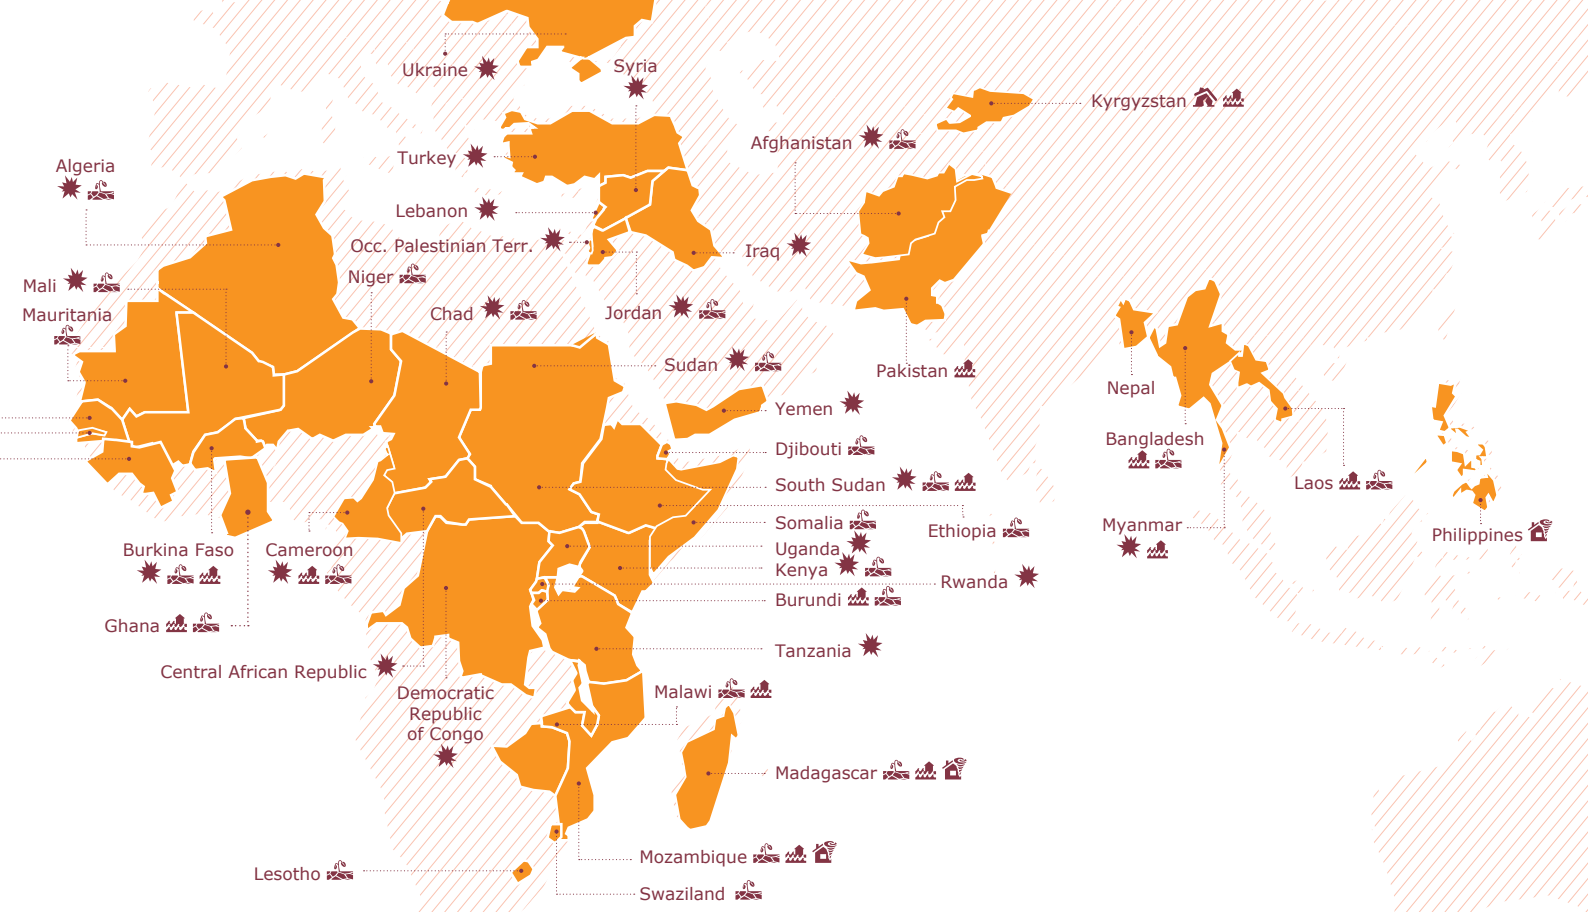 Ukraine
Syria
Kyrgyzstan
Afghanistan
Turkey
Algeria
Lebanon
Occ. Palestinian Terr.
Iraq
Niger
Mali
Mauritania
Chad
Jordan
Sudan
Pakistan
Nepal
Yemen
Bangladesh
Djibouti
South Sudan
Laos
Somalia
Ethiopia
Myanmar
Philippines
Burkina Faso
Cameroon
Uganda
Kenya
Rwanda
Burundi
Ghana
Tanzania
Central African Republic
Democratic
Republic
of Congo
Malawi
Madagascar
Mozambique
Lesotho
Swaziland